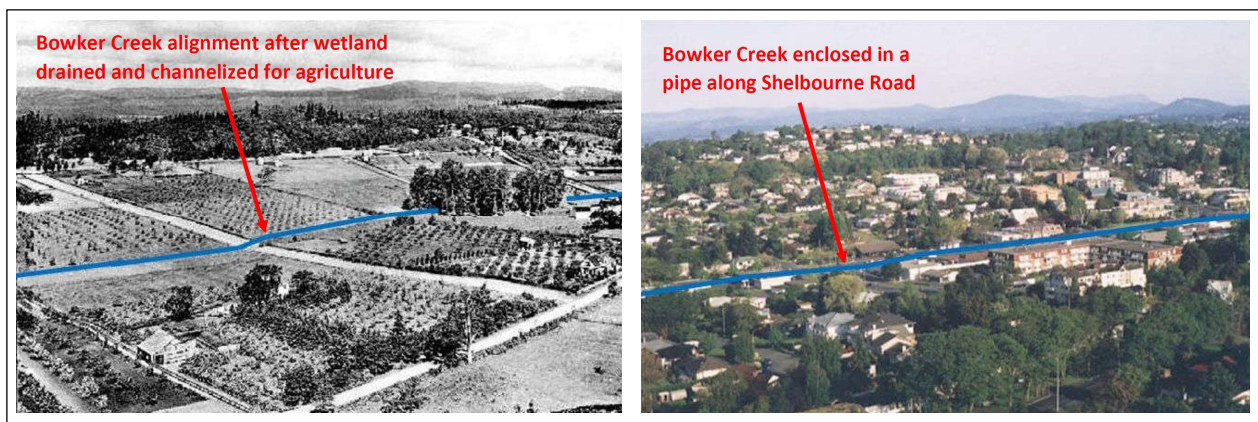 Bowker Creek alignment after wetland
drained and channelized for agriculture
Bowker Creek enclosed in a
pipe along Shelbourne Road